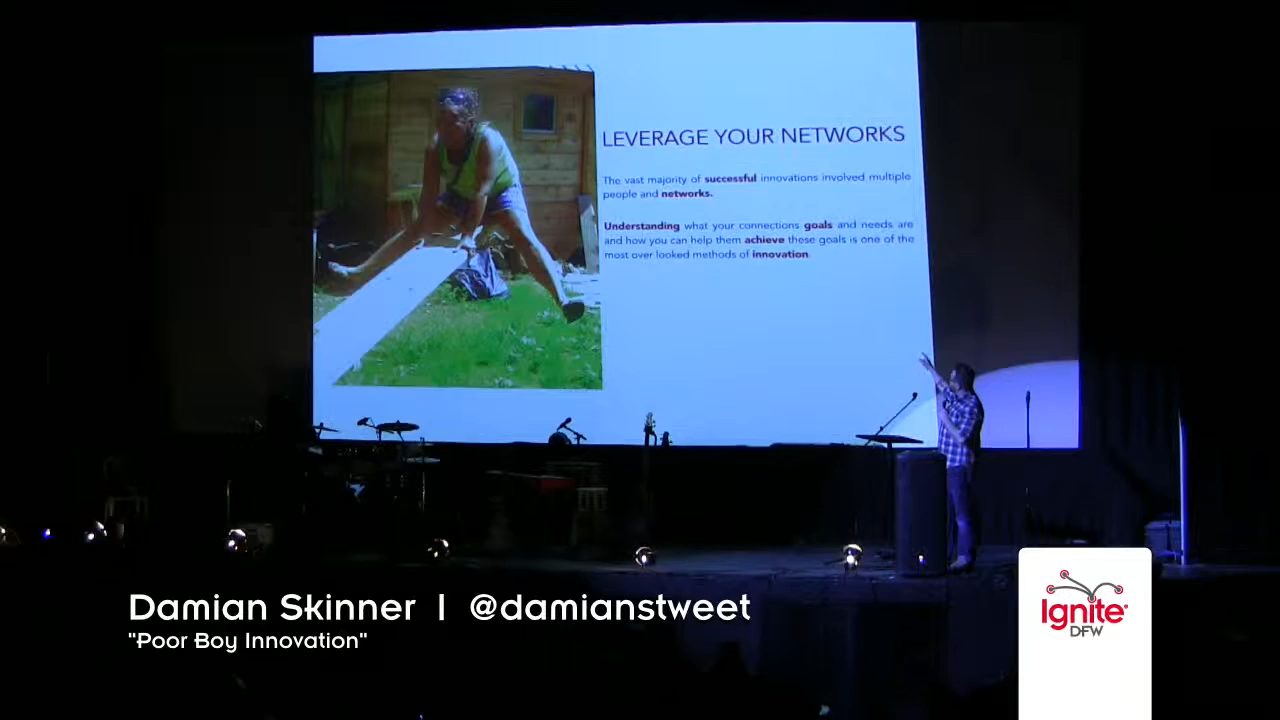 LEVERAGE YOUR NETWORKS
The vast majority of successful innovations involved multiple
people and networks.
Understanding what your connections goals and needs are
and how you can help them achieve these goals is one of the
most over looked methods of innovation
Damian Skinner | @damianstweet
"Poor Boy Innovation"
Ignite
DFW